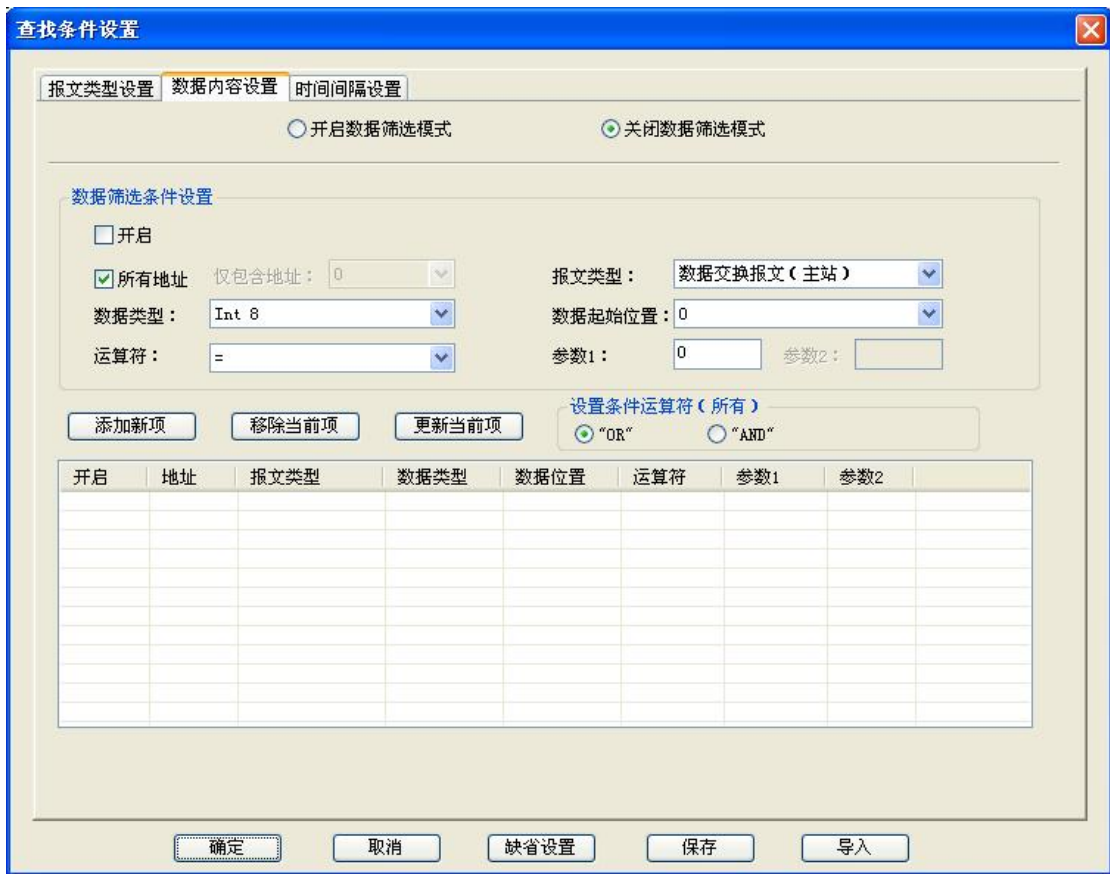 查找条件设置
报文类型设置 数据内容设置 时间间隔设置
开启数据筛选模式 关闭数据筛选模式
数据筛选条件设置
开启
所有地址 仅包含地址： 0 报文类型： 数据交换报文（主站）
数据类型： Int 8 数据起始位置： 0
运算符： = 参数1： 0 参数2：
设置条件运算符（所有）
添加新项 移除当前项 更新当前项 "OR" "AND"
开启 地址 报文类型 数据类型 数据位置 运算符 参数1 参数2
确定 取消 缺省设置 保存 导入